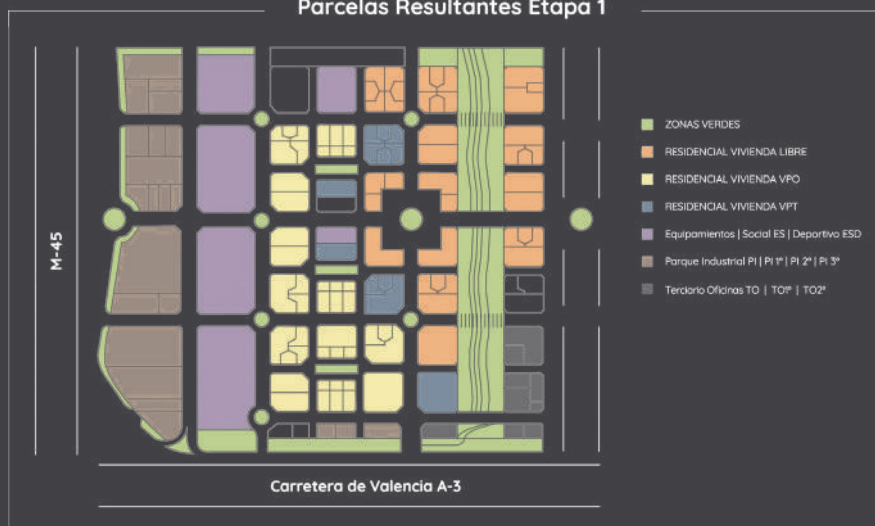 Parcelas Resultantes Etapa 1
ZONAS VERDES
RESIDENCIAL VIVIENDA LIBRE
RESIDENCIAL VIVIENDA VPO
RESIDENCIAL VIVIENDA VPT
Equipamientos | Social ES | Deportivo ESD
Parque Industrial PI | PI 1ª | PI 2ª | PI 3ª
Terciario Oficinas TO | TO1ª | TO2ª
M-45
Carretera de Valencia A-3